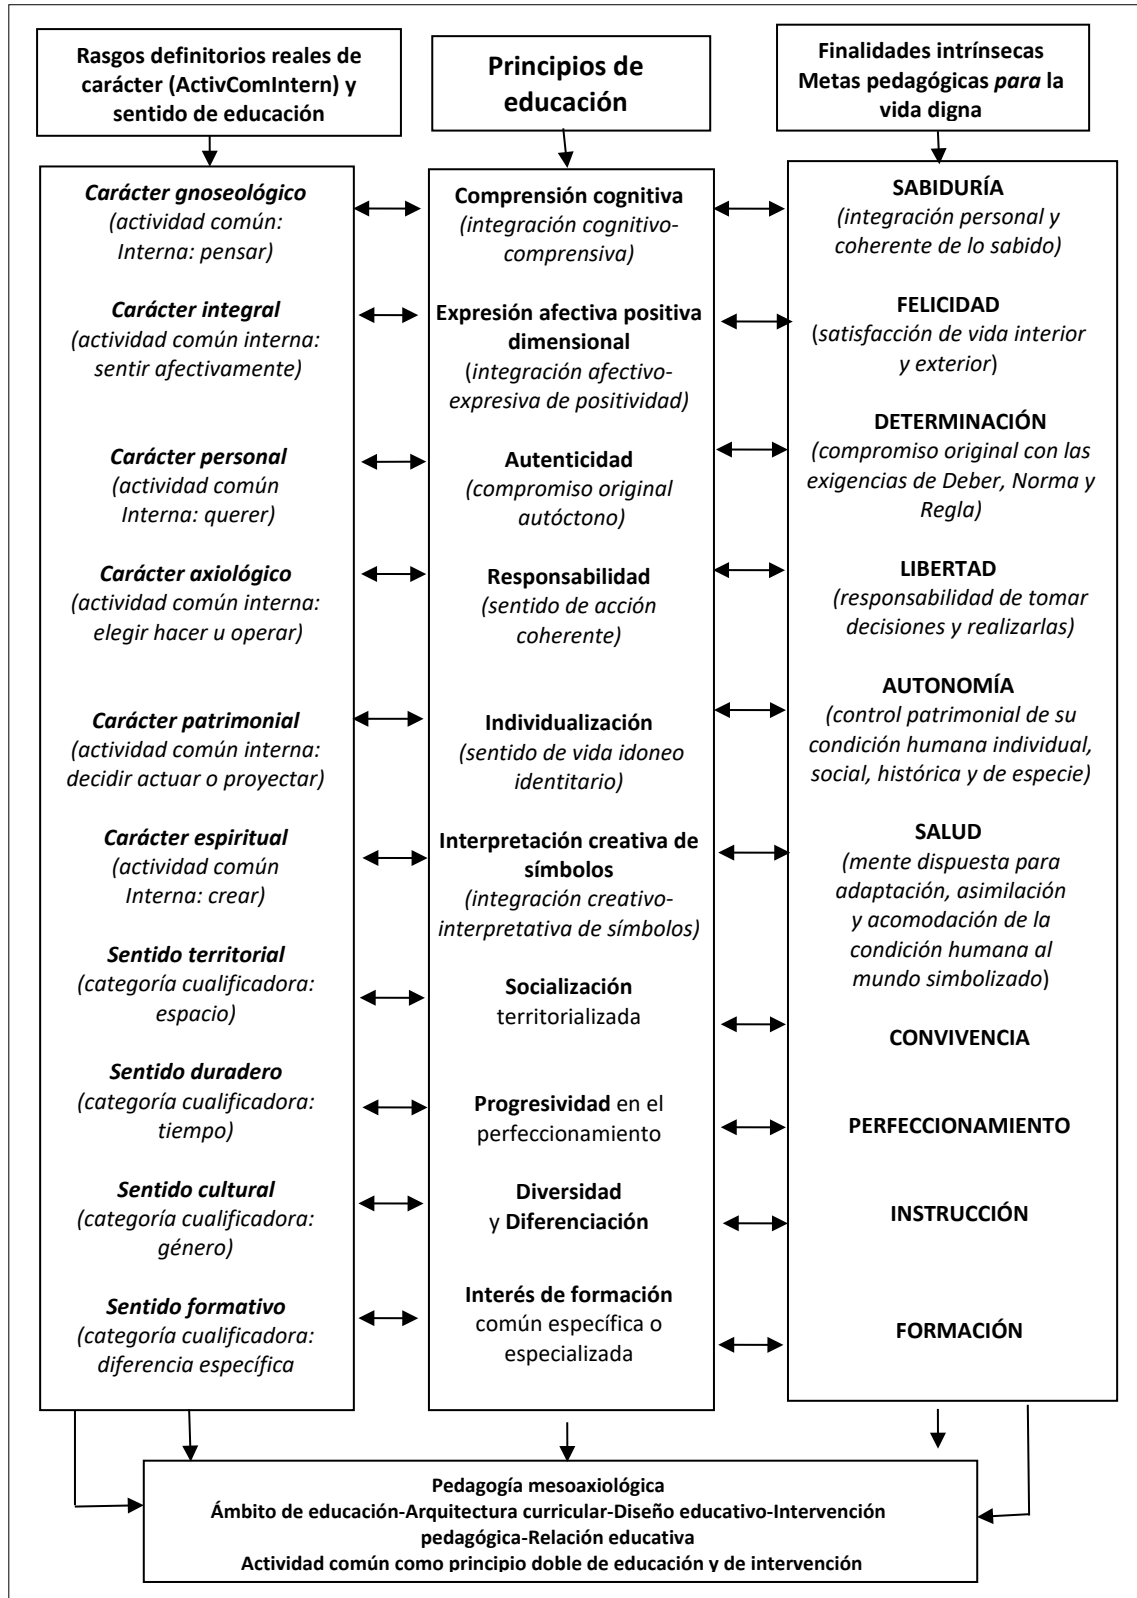 Rasgos definitorios reales de
carácter (ActivComIntern) y
sentido de educación
Principios de
educación
Finalidades intrínsecas
Metas pedagógicas para la
vida digna
Carácter gnoseológico
(actividad común:
Interna: pensar)
Carácter integral
(actividad común interna:
sentir afectivamente)
Carácter personal
(actividad común
Interna: querer)
Carácter axiológico
(actividad común interna:
elegir hacer u operar)
Carácter patrimonial
(actividad común interna:
decidir actuar o proyectar)
Carácter espiritual
(actividad común
Interna: crear)
Sentido territorial
(categoría cualificadora:
espacio)
Sentido duradero
(categoría cualificadora:
tiempo)
Sentido cultural
(categoría cualificadora:
género)
Sentido formativo
(categoría cualificadora:
diferencia específica
Comprensión cognitiva
(integración cognitivo-
comprensiva)
Expresión afectiva positiva
dimensional
(integración afectivo-
expresiva de positividad)
Autenticidad
(compromiso original
autóctono)
Responsabilidad
(sentido de acción
coherente)
Individualización
(sentido de vida idoneo
identitario)
Interpretación creativa de
símbolos
(integración creativo-
interpretativa de símbolos)
Socialización
territorializada
Progresividad en el
perfeccionamiento
Diversidad
y Diferenciación
Interés de formación
común específica o
especializada
SABIDURÍA
(integración personal y
coherente de lo sabido)
FELICIDAD
(satisfacción de vida interior
y exterior)
DETERMINACIÓN
(compromiso original con las
exigencias de Deber, Norma y
Regla)
LIBERTAD
(responsabilidad de tomar
decisiones y realizarlas)
AUTONOMÍA
(control patrimonial de su
condición humana individual,
social, histórica y de especie)
SALUD
(mente dispuesta para
adaptación, asimilación
y acomodación de la
condición humana al
mundo simbolizado)
CONVIVENCIA
PERFECCIONAMIENTO
INSTRUCCIÓN
FORMACIÓN
Pedagogía mesoaxiológica
Ámbito de educación-Arquitectura curricular-Diseño educativo-Intervención
pedagógica-Relación educativa
Actividad común como principio doble de educación y de intervención